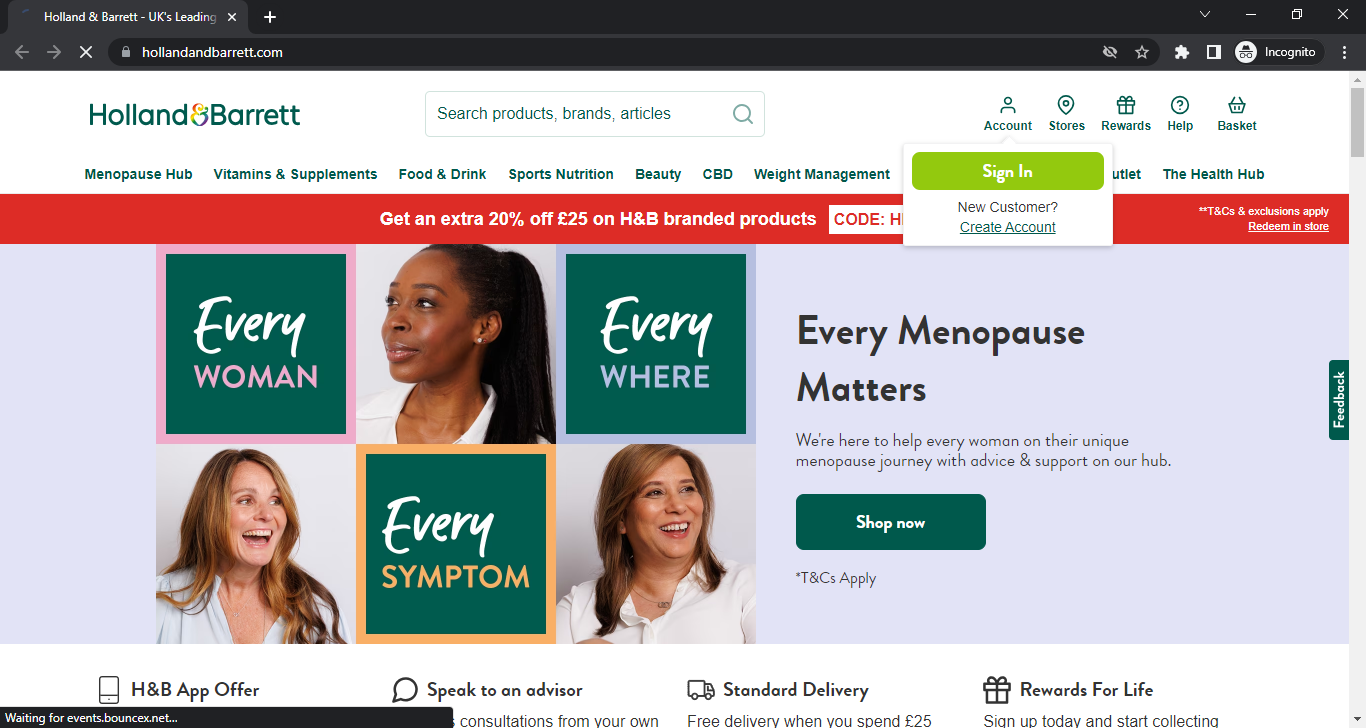 Holland & Barrett - UK's Leading
hollandandbarrett.com
Incognito
Holland&Barrett
Search products, brands, articles
Account
Stores
Rewards
Help
Basket
Menopause Hub
Vitamins & Supplements
Food & Drink
Sports Nutrition
Beauty
CBD
Weight Management
utlet
The Health Hub
Sign In
New Customer?
Create Account
Get an extra 20% off £25 on H&B branded products
CODE: H
**T&Cs & exclusions apply
Redeem in store
Every
WOMAN
Every
WHERE
Every
SYMPTOM
Every Menopause
Matters
We're here to help every woman on their unique
menopause journey with advice & support on our hub.
Shop now
*T&Cs Apply
Feedback
H&B App Offer
Speak to an advisor
Standard Delivery
Rewards For Life
s consultations from your own
Free delivery when you spend £25
Sign up today and start collecting
Waiting for events.bouncex.net...